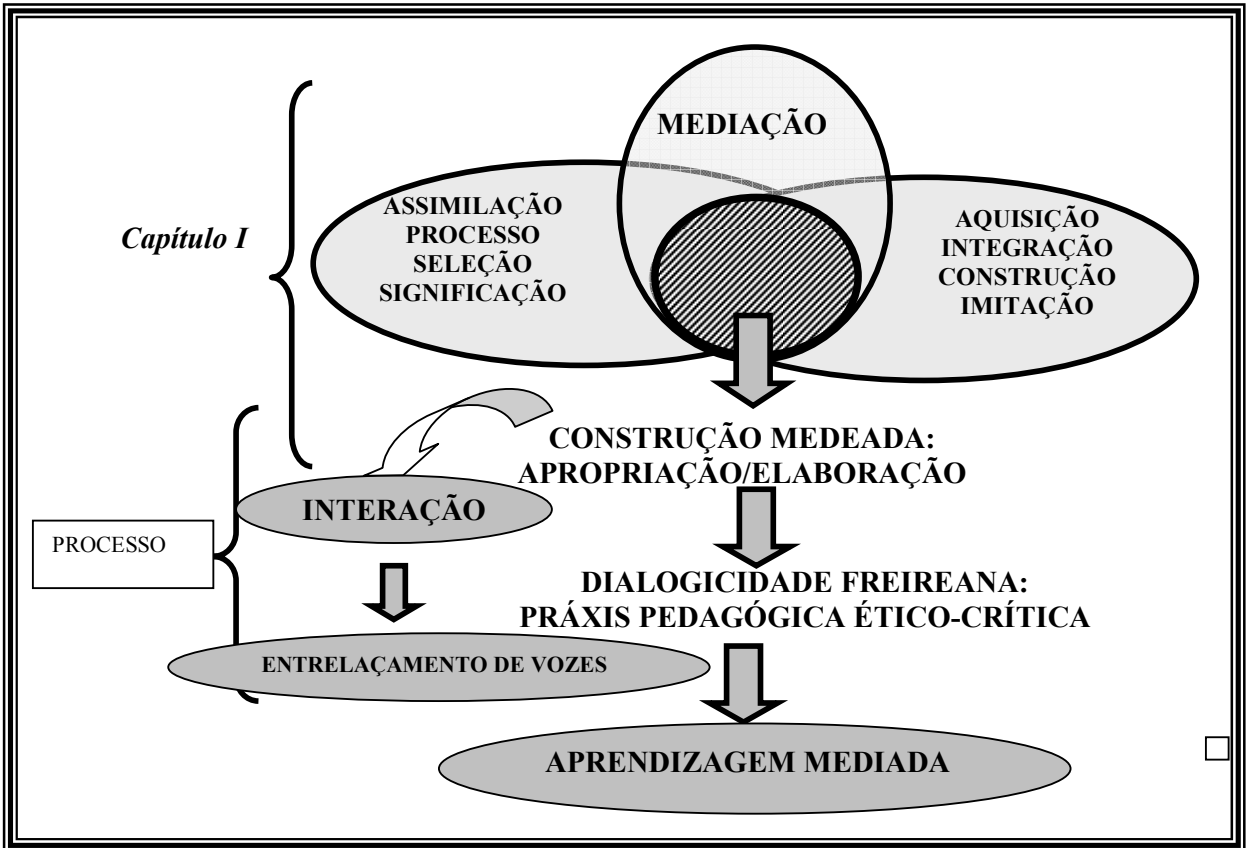 MEDIAÇÃO
Capítulo I
ASSIMILAÇÃO
PROCESSO
SELEÇÃO
SIGNIFICAÇÃO
AQUISIÇÃO
INTEGRAÇÃO
CONSTRUÇÃO
IMITAÇÃO
CONSTRUÇÃO MEDEADA:
APROPRIAÇÃO/ELABORAÇÃO
INTERAÇÃO
PROCESSO
DIALOGICIDADE FREIREANA:
PRÁXIS PEDAGÓGICA ÉTICO-CRÍTICA
ENTRELAÇAMENTO DE VOZES
APRENDIZAGEM MEDIADA